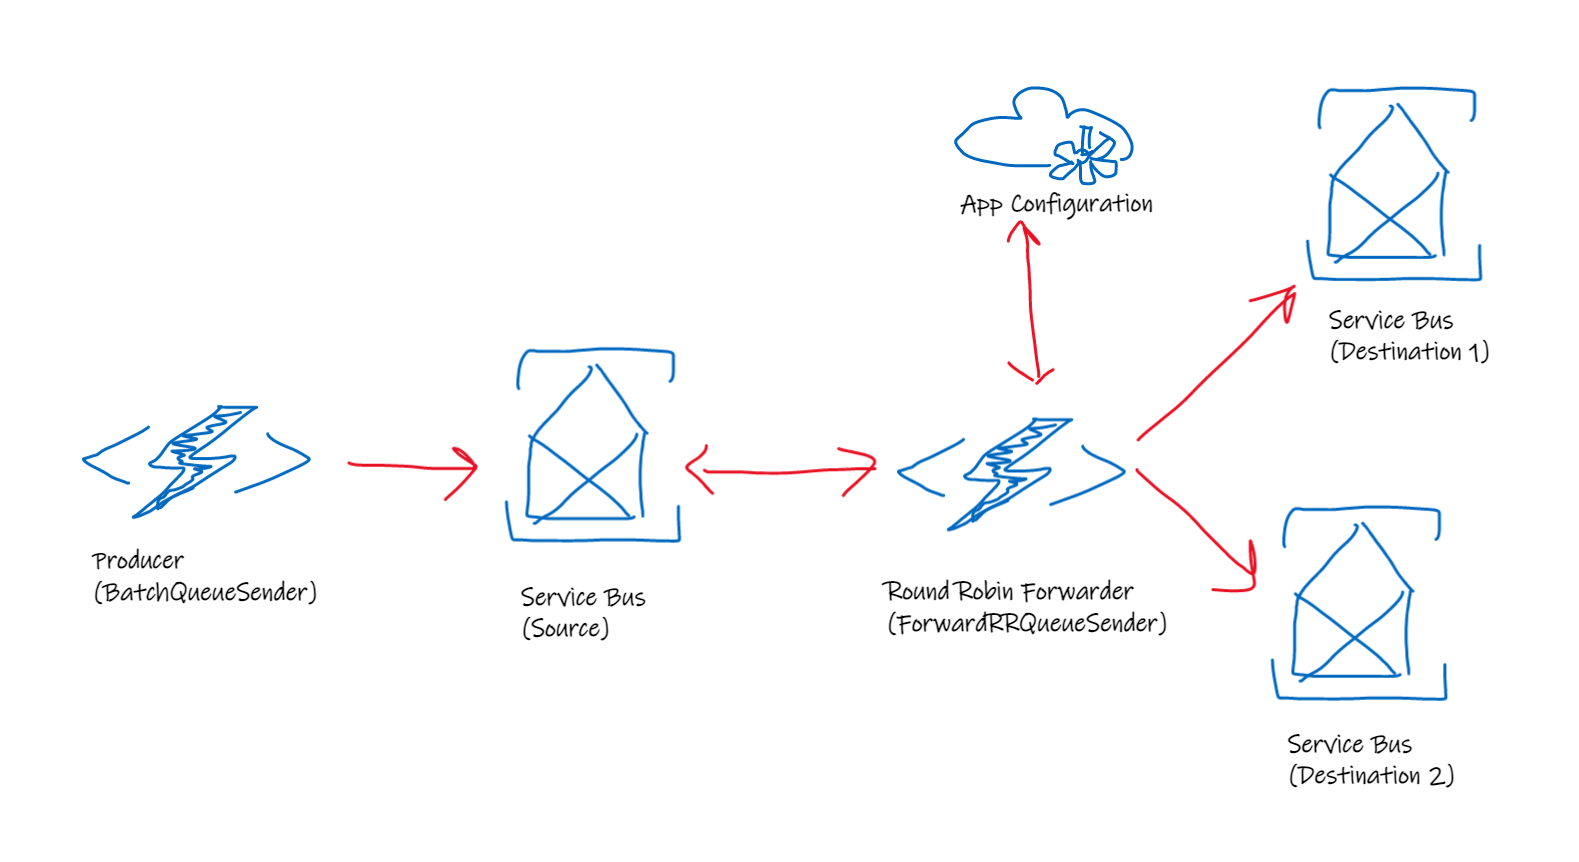 App Configuration
Service Bus
(Destination 1)
Producer
(BatchQueueSender)
Service Bus
(Source)
Round Robin Forwarder
(ForwardRRQueueSender)
Service Bus
(Destination 2)